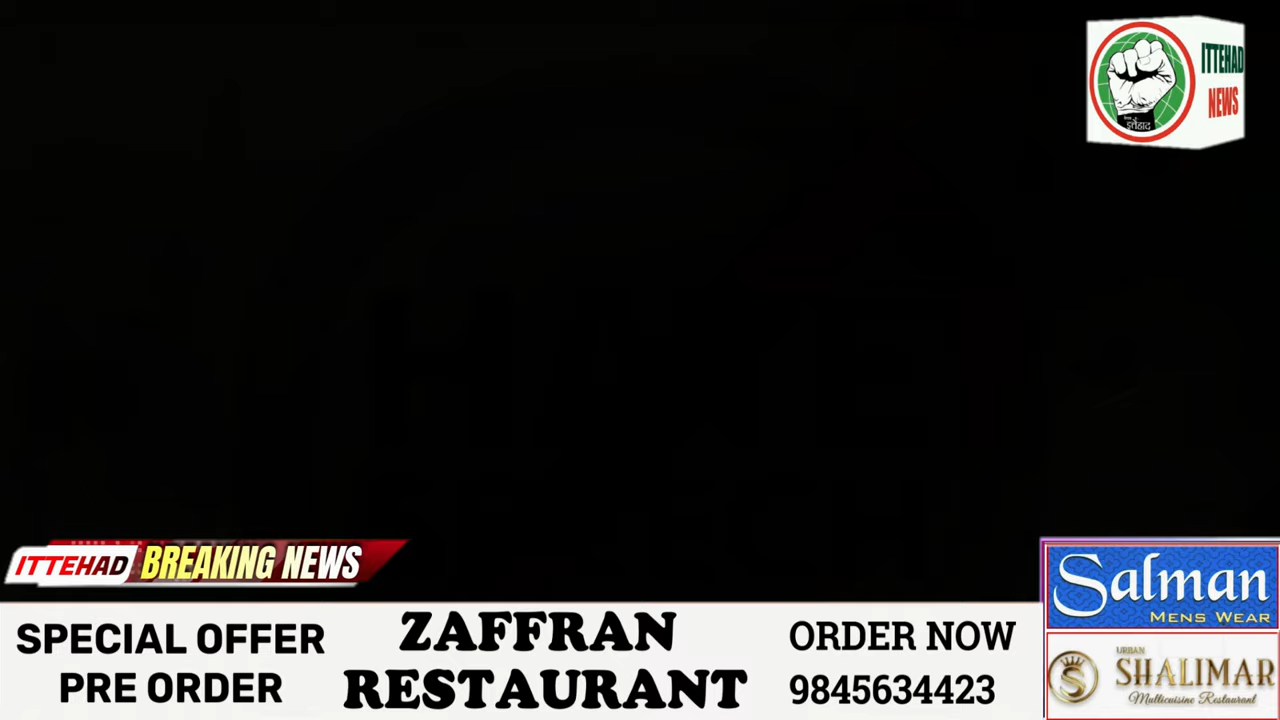 ITTEHAD
NEWS
इत्तेहाद
ITTEHAD BREAKING NEWS
SPECIAL OFFER
PRE ORDER
ZAFFRAN
RESTAURANT
ORDER NOW
9845634423
Salman
MENS WEAR
URBAN
SHALIMAR
Multicuisine Restaurant